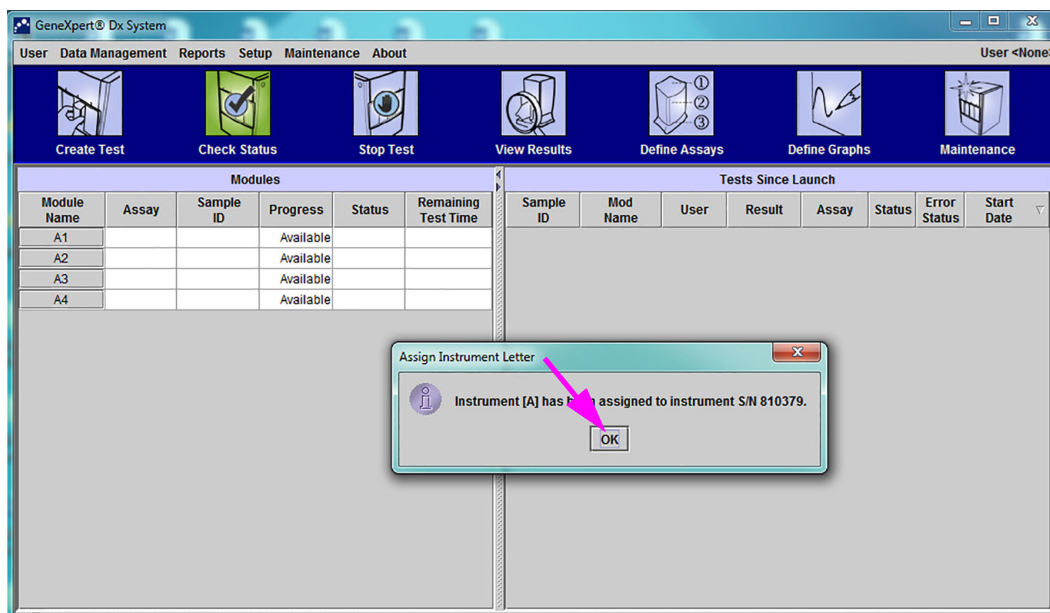 GeneXpert® Dx System
User Data Management Reports Setup Maintenance About User <None>
Create Test Check Status Stop Test View Results Define Assays Define Graphs Maintenance
① ② ③
Modules
Module Name Assay Sample ID Progress Status Remaining Test Time
A1 Available
A2 Available
A3 Available
A4 Available
Tests Since Launch
Sample ID Mod Name User Result Assay Status Error Status Start Date
Assign Instrument Letter
Instrument [A] has been assigned to instrument S/N 810379.
OK